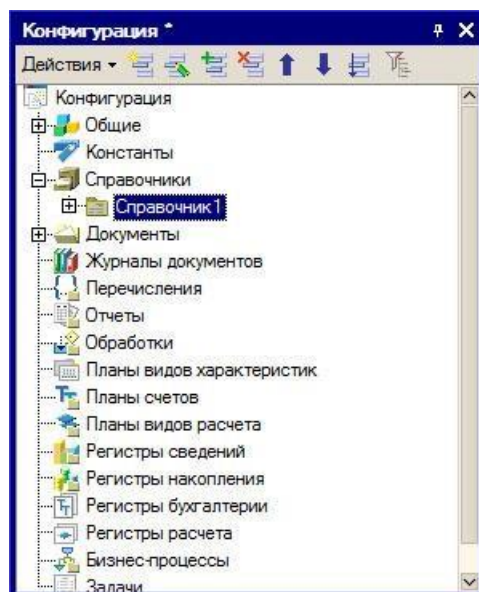 Конфигурация *
Действия
Конфигурация
Общие
Константы
Справочники
Справочник1
Документы
Журналы документов
Перечисления
Отчеты
Обработки
Планы видов характеристик
Планы счетов
Планы видов расчета
Регистры сведений
Регистры накопления
Регистры бухгалтерии
Регистры расчета
Бизнес-процессы
Задачи